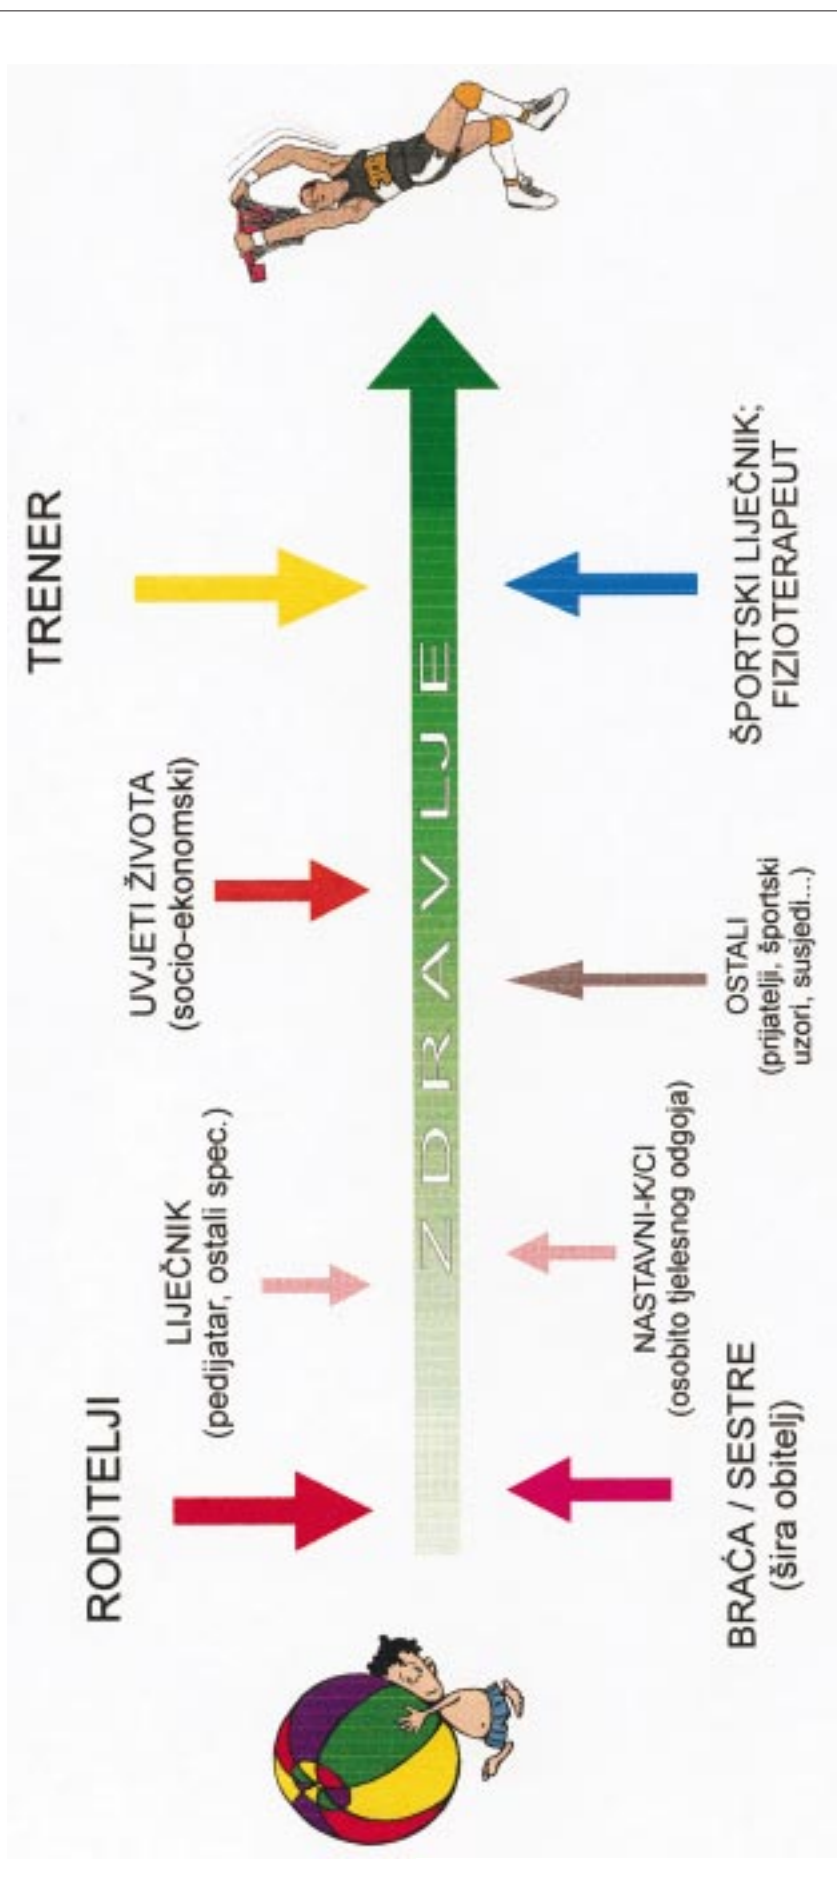 RODITELJI
LIJEČNIK
(pedijatar, ostali spec.)
UVJETI ŽIVOTA
(socio-ekonomski)
TRENER
ZDRAVLJE
BRAĆA / SESTRE
(šira obitelj)
NASTAVNI-K/CI
(osobito tjelesnog odgoja)
OSTALI
(prijatelji, športski
uzori, susjedi...)
ŠPORTSKI LIJEČNIK;
FIZIOTERAPEUT